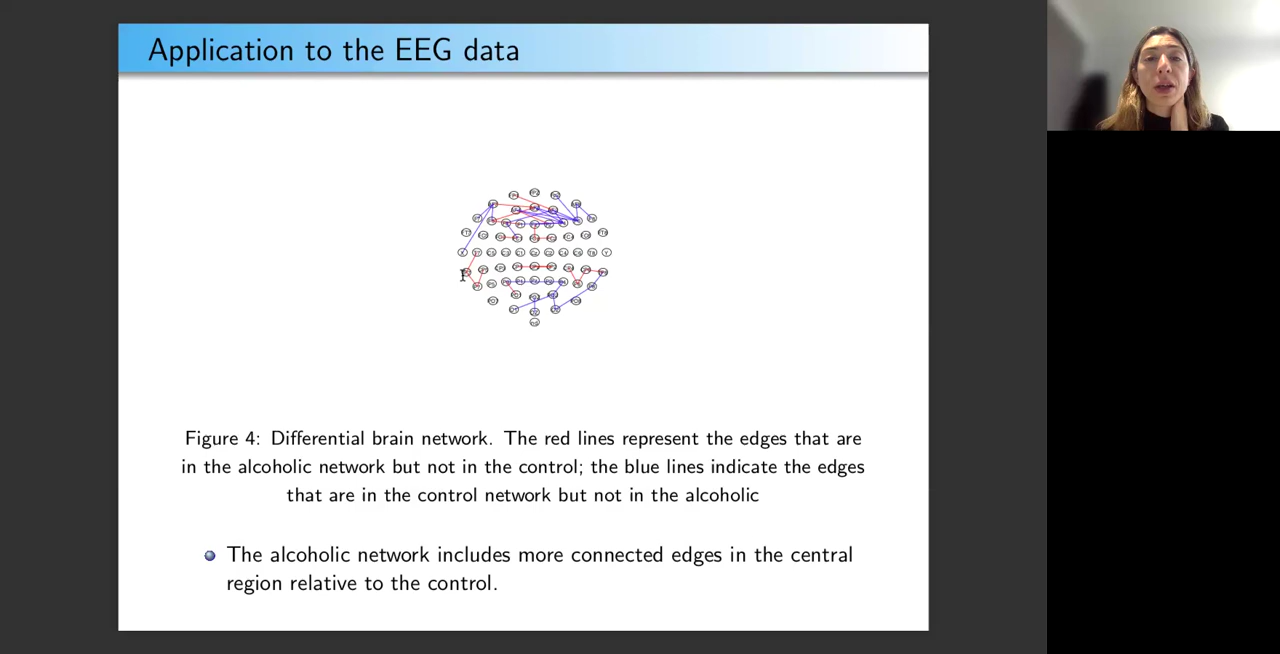 Application to the EEG data
Figure 4: Differential brain network. The red lines represent the edges that are
in the alcoholic network but not in the control; the blue lines indicate the edges
that are in the control network but not in the alcoholic
The alcoholic network includes more connected edges in the central
region relative to the control.